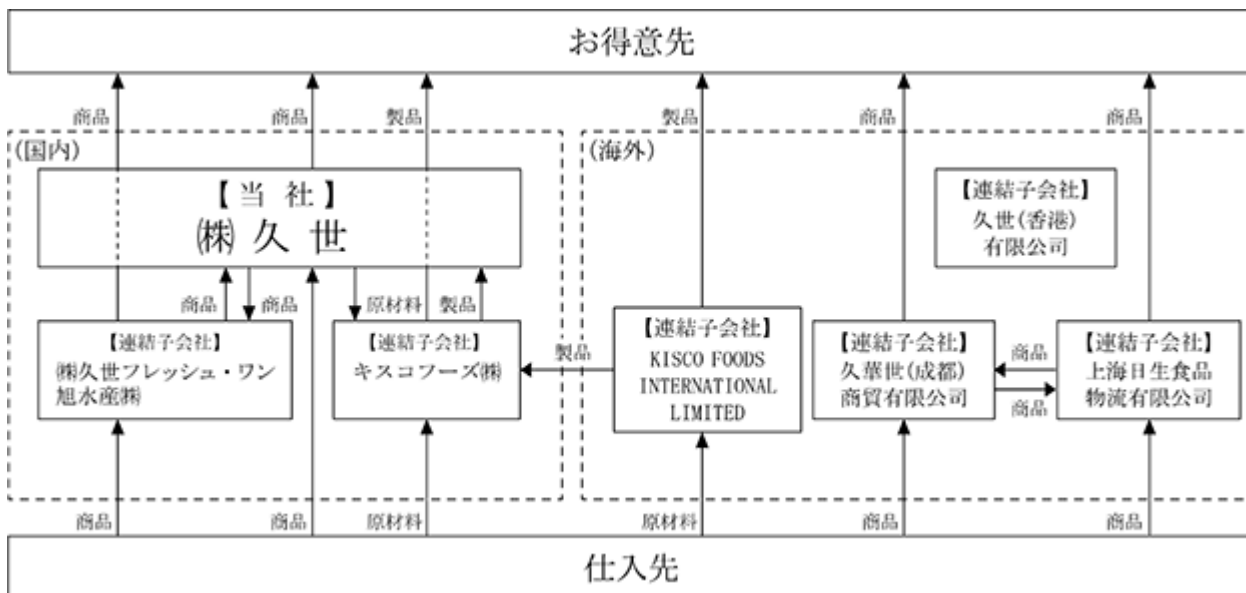 お得意先
商品
商品
製品
製品
商品
商品
(国内)
(海外)
【当 社】
㈱久世
【連結子会社】
久世(香港)
有限公司
商品
商品
原材料
製品
【連結子会社】
㈱久世フレッシュ・ワン
旭水産㈱
【連結子会社】
キスコフーズ㈱
製品
【連結子会社】
KISCO FOODS
INTERNATIONAL
LIMITED
【連結子会社】
久華世(成都)
商貿有限公司
商品
商品
【連結子会社】
上海日生食品
物流有限公司
商品
商品
原材料
原材料
商品
商品
仕入先